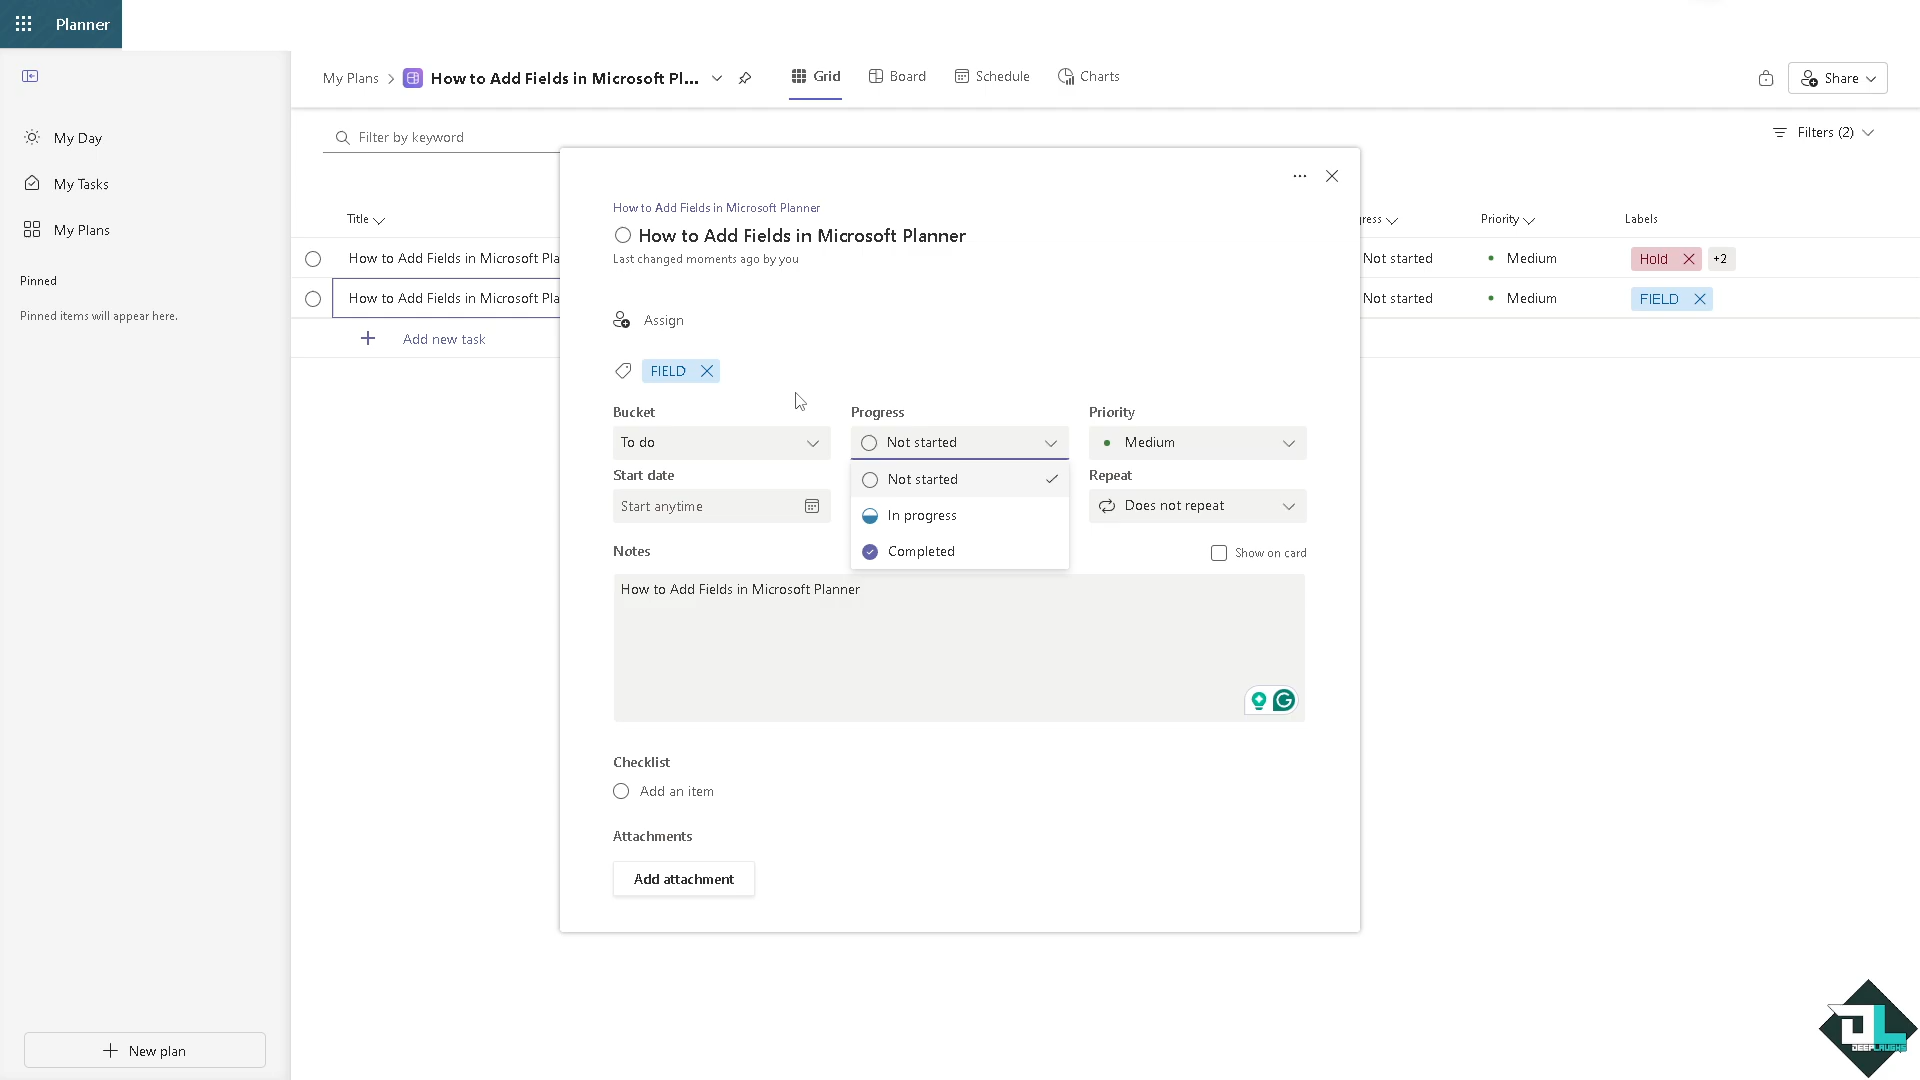 Planner
My Plans
How to Add Fields in Microsoft Pl...
Grid
Board
Schedule
Charts
Share
My Day
My Tasks
My Plans
Pinned
Pinned items will appear here.
New plan
Filter by keyword
Filters (2)
Title
Priority
Labels
How to Add Fields in Microsoft Pla
Not started
Medium
Hold
+2
How to Add Fields in Microsoft Pla
Not started
Medium
FIELD
Add new task
How to Add Fields in Microsoft Planner
How to Add Fields in Microsoft Planner
Last changed moments ago by you
Assign
FIELD
Bucket
Progress
Priority
To do
Not started
Medium
Start date
Repeat
Start anytime
Does not repeat
Not started
In progress
Completed
Notes
Show on card
How to Add Fields in Microsoft Planner
Checklist
Add an item
Attachments
Add attachment
DEEPLAUGHS